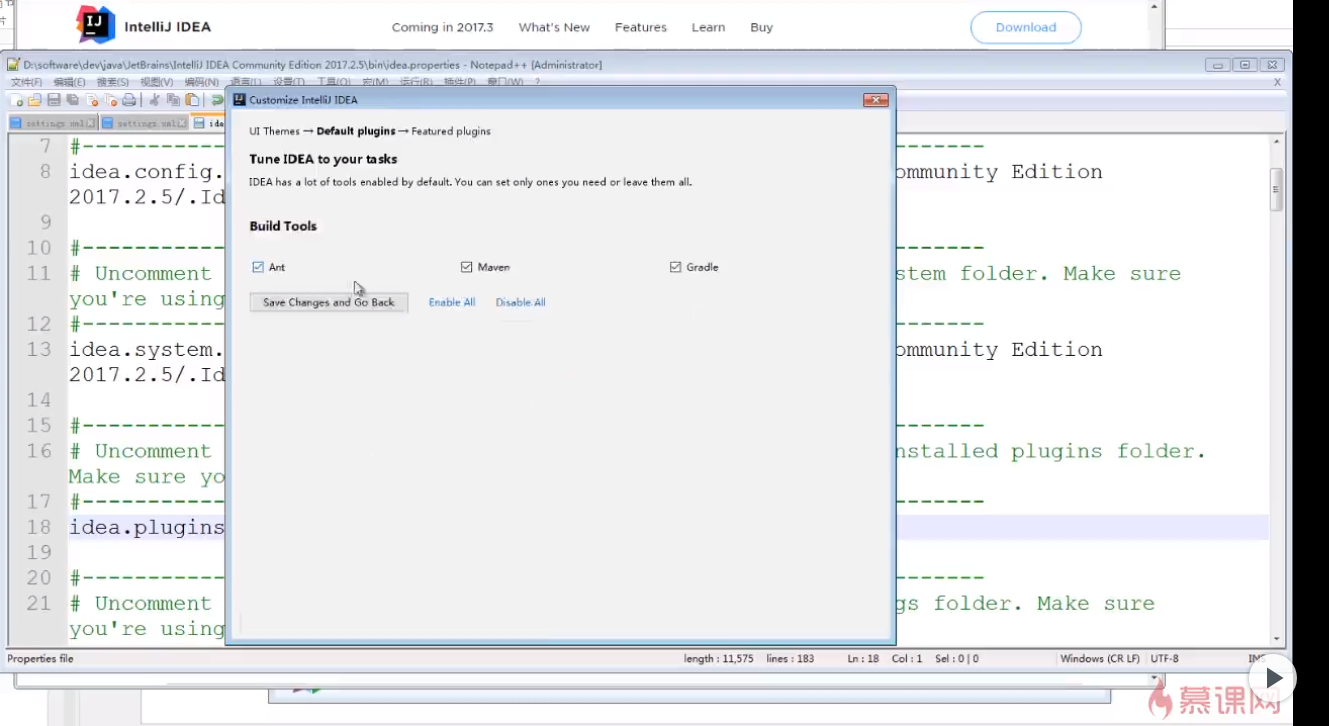 IntelliJ IDEA
Coming in 2017.3 What's New Features Learn Buy
Download
D:\software\dev\java\JetBrains\IntelliJ IDEA Community Edition 2017.2.5\bin\idea.properties - Notepad++ [Administrator]
文件(F) 编辑(E) 搜索(S) 视图(V) 编码(N) 语言(L) 设置(T) 工具(O) 宏(M) 运行(R) 插件(P) 窗口(W) ? X
settings.xml settings.xml ide
Customize IntelliJ IDEA
UI Themes → Default plugins → Featured plugins
Tune IDEA to your tasks
IDEA has a lot of tools enabled by default. You can set only ones you need or leave them all.
Build Tools
Ant Maven Gradle
Save Changes and Go Back Enable All Disable All
7 #--------------------
8 idea.config. ommunity Edition
2017.2.5/.Id
9
10 #--------------------
11 # Uncomment stem folder. Make sure
you're using
12 #--------------------
13 idea.system. ommunity Edition
2017.2.5/.Id
14
15 #--------------------
16 # Uncomment nstalled plugins folder.
Make sure yo
17 #--------------------
18 idea.plugins
19
20 #--------------------
21 # Uncomment gs folder. Make sure
you're using
Properties file length : 11,575 lines : 183 Ln : 18 Col : 1 Sel : 0 | 0 Windows (CR LF) UTF-8 INS
慕课网